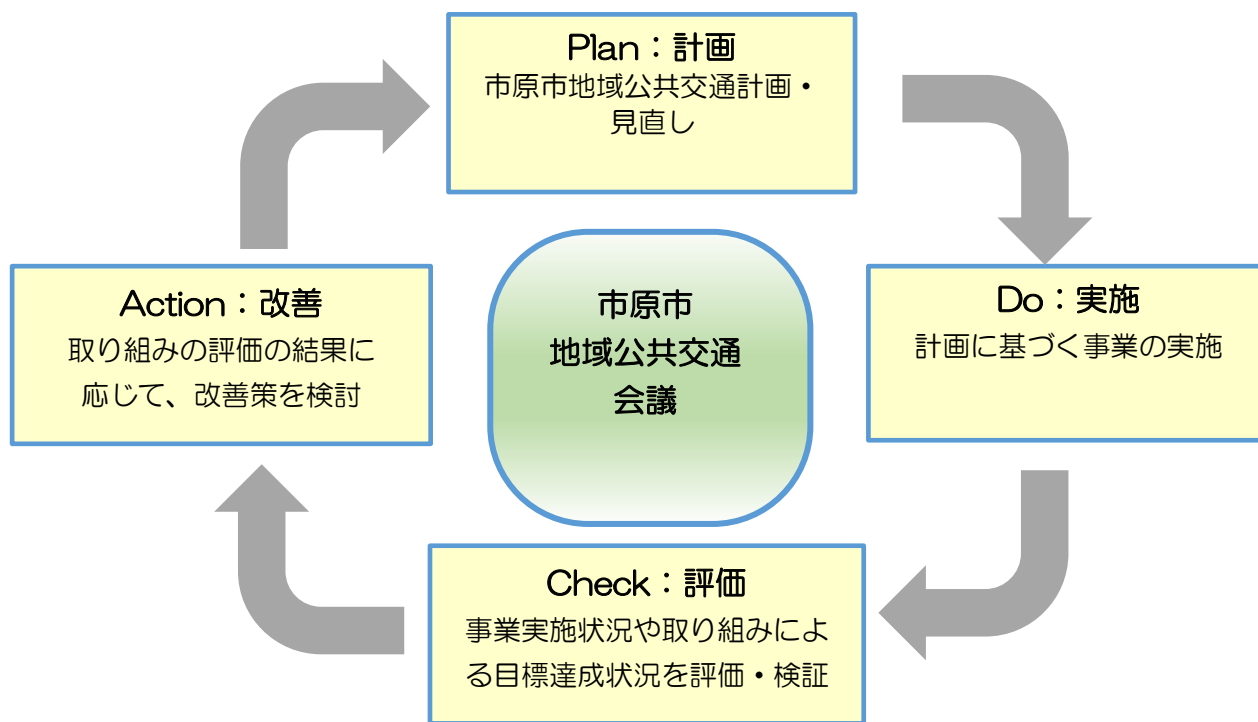 Plan：計画
市原市地域公共交通計画・
見直し
Action：改善
取り組みの評価の結果に
応じて、改善策を検討
市原市
地域公共交通
会議
Do：実施
計画に基づく事業の実施
Check：評価
事業実施状況や取り組みによ
る目標達成状況を評価・検証